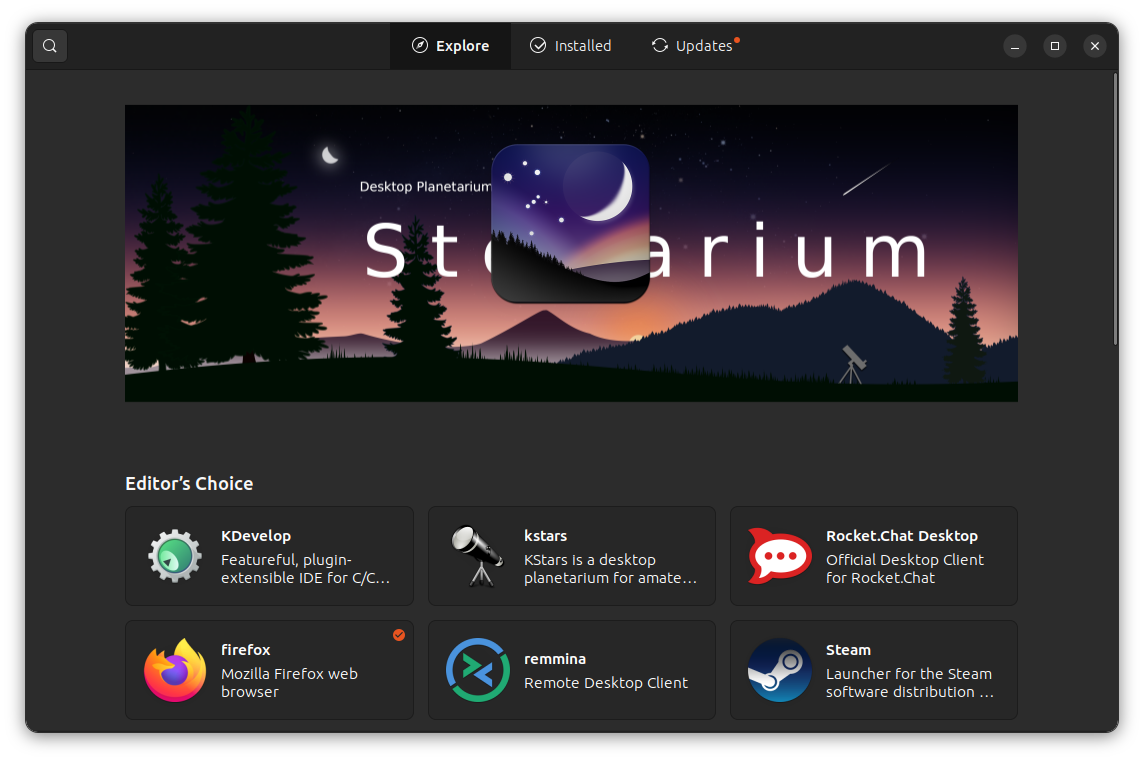 Explore
Installed
Updates
Desktop Planetarium
St arium
Editor's Choice
KDevelop
Featureful, plugin-
extensible IDE for C/C…
kstars
KStars is a desktop
planetarium for amate…
Rocket.Chat Desktop
Official Desktop Client
for Rocket.Chat
firefox
Mozilla Firefox web
browser
remmina
Remote Desktop Client
Steam
Launcher for the Steam
software distribution …